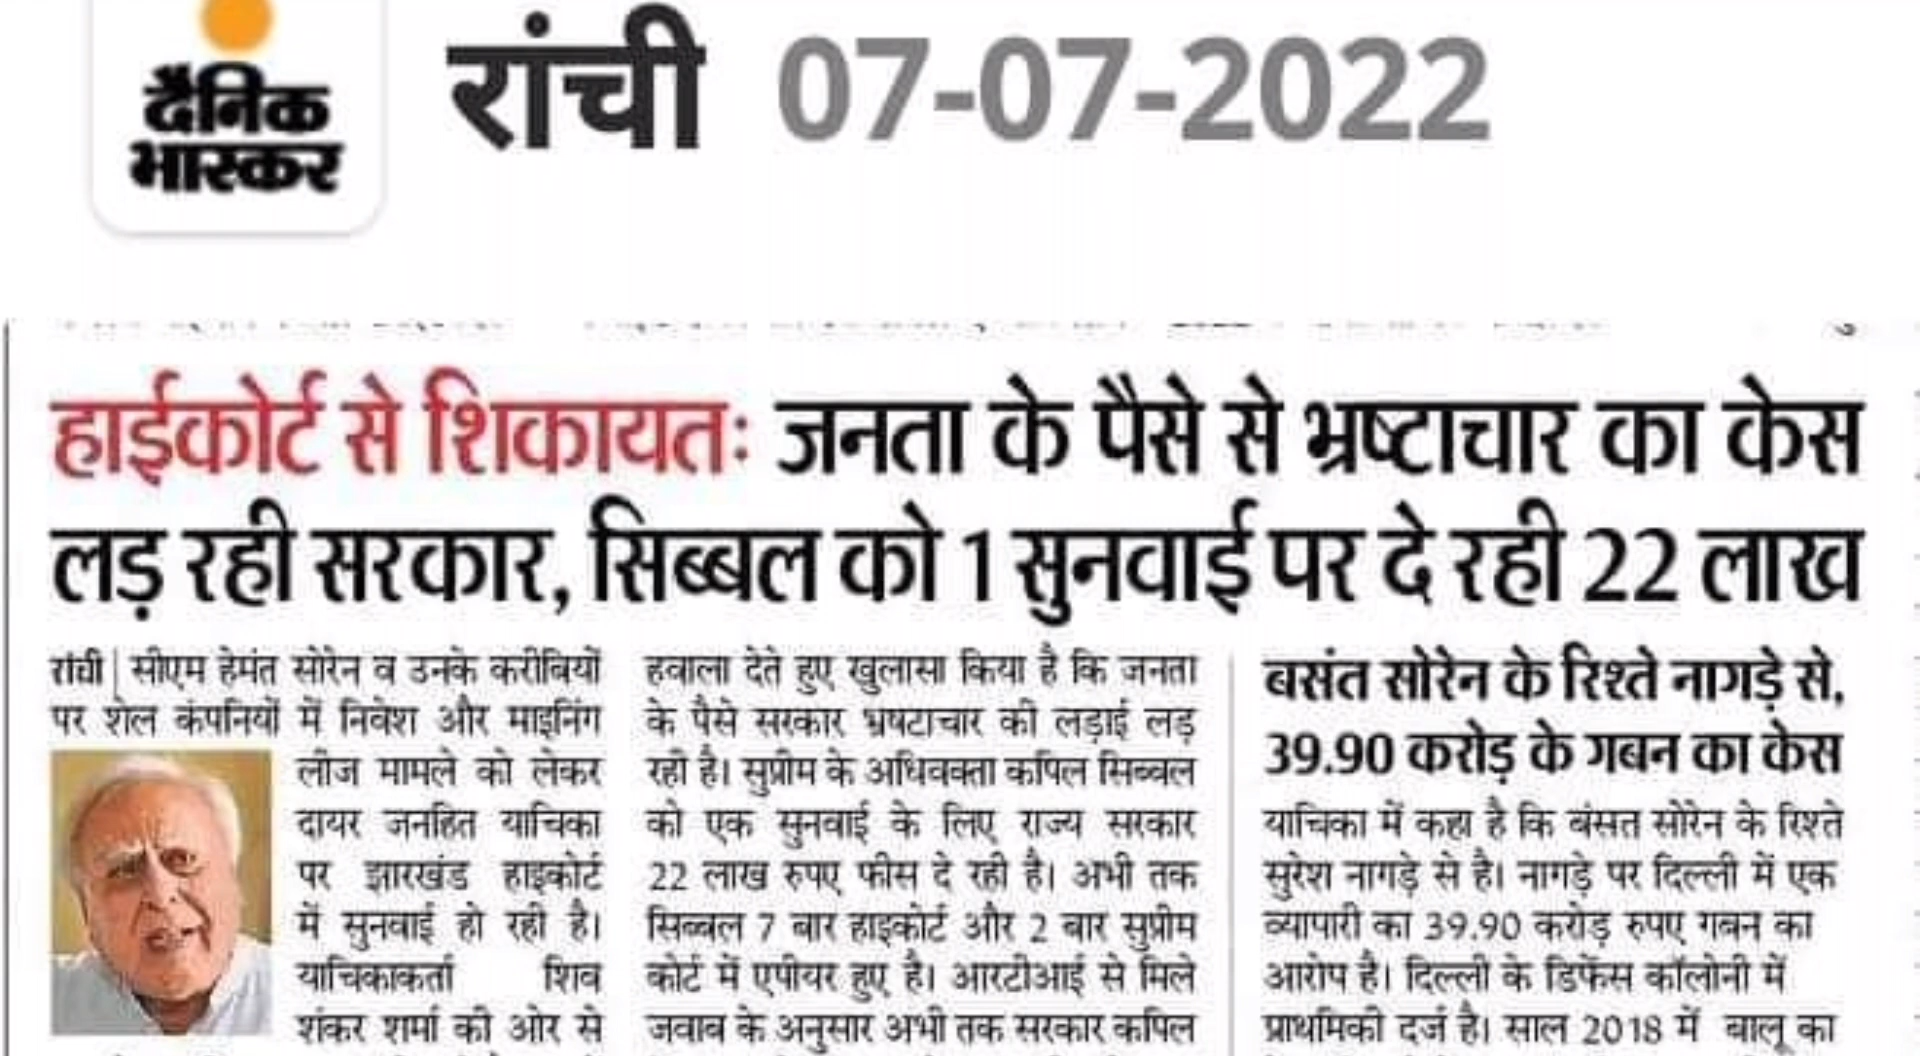 दैनिक
भास्कर
रांची 07-07-2022
हाईकोर्ट से शिकायतः जनता के पैसे से भ्रष्टाचार का केस
लड़ रही सरकार, सिब्बल को 1 सुनवाई पर दे रही 22 लाख
रांची | सीएम हेमंत सोरेन व उनके करीबियों
पर शेल कंपनियों में निवेश और माइनिंग
लीज मामले को लेकर
दायर जनहित याचिका
पर झारखंड हाइकोर्ट
में सुनवाई हो रही है।
याचिकाकर्ता शिव
शंकर शर्मा की ओर से
हवाला देते हुए खुलासा किया है कि जनता
के पैसे सरकार भ्रषटाचार की लड़ाई लड़
रही है। सुप्रीम के अधिवक्ता कपिल सिब्बल
को एक सुनवाई के लिए राज्य सरकार
22 लाख रुपए फीस दे रही है। अभी तक
सिब्बल 7 बार हाइकोर्ट और 2 बार सुप्रीम
कोर्ट में एपीयर हुए है। आरटीआई से मिले
जवाब के अनुसार अभी तक सरकार कपिल
बसंत सोरेन के रिश्ते नागड़े से,
39.90 करोड़ के गबन का केस
याचिका में कहा है कि बंसत सोरेन के रिश्ते
सुरेश नागड़े से है। नागड़े पर दिल्ली में एक
व्यापारी का 39.90 करोड़ रुपए गबन का
आरोप है। दिल्ली के डिफेंस कॉलोनी में
प्राथमिकी दर्ज है। साल 2018 में बालू का